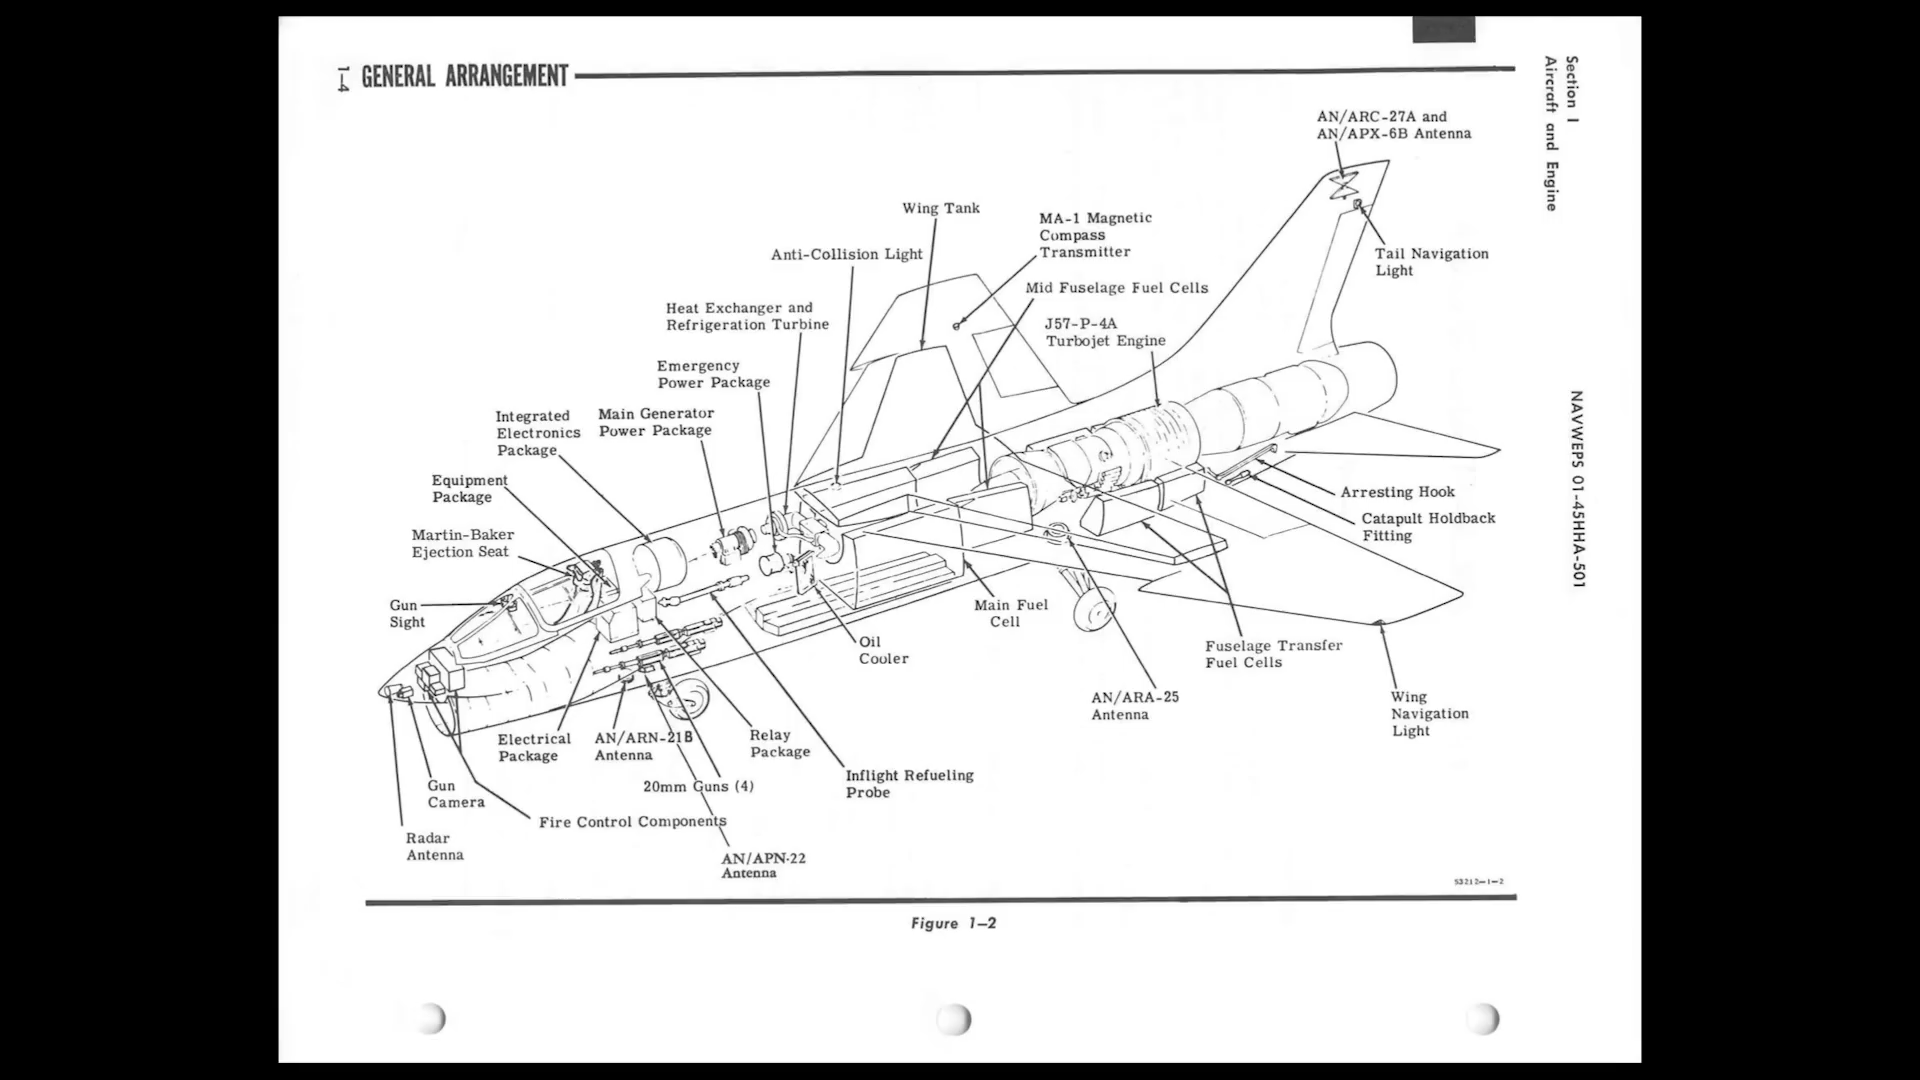 1—4
GENERAL ARRANGEMENT
Section I
Aircraft and Engine
NAVWEPS 01-45HHA-501
AN/ARC-27A and
AN/APX-6B Antenna
Wing Tank
MA-1 Magnetic
Compass
Transmitter
Anti-Collision Light
Tail Navigation
Light
Mid Fuselage Fuel Cells
Heat Exchanger and
Refrigeration Turbine
J57-P-4A
Turbojet Engine
Emergency
Power Package
Integrated
Electronics
Package
Main Generator
Power Package
Equipment
Package
Arresting Hook
Martin-Baker
Ejection Seat
Catapult Holdback
Fitting
Gun
Sight
Main Fuel
Cell
Oil
Cooler
Fuselage Transfer
Fuel Cells
AN/ARA-25
Antenna
Wing
Navigation
Light
Electrical
Package
AN/ARN-21B
Antenna
Relay
Package
Gun
Camera
20mm Guns (4)
Inflight Refueling
Probe
Fire Control Components
Radar
Antenna
AN/APN-22
Antenna
53212—1—2
Figure 1—2